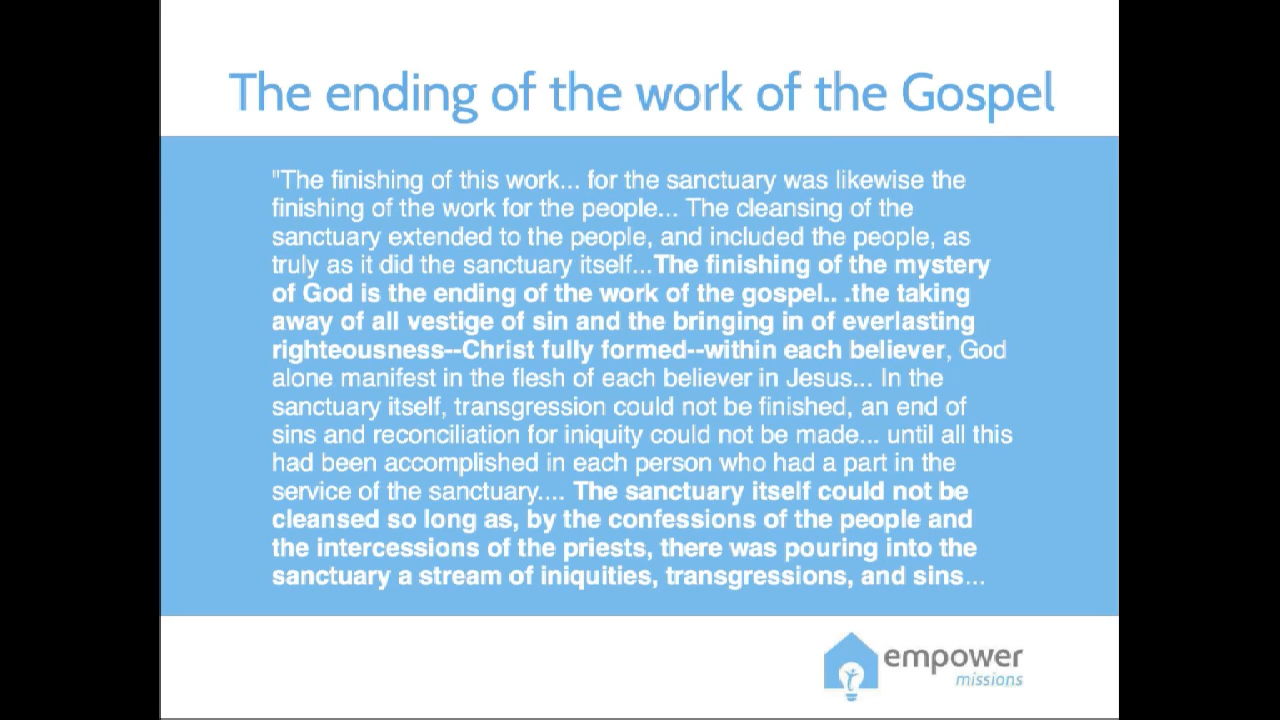 The ending of the work of the Gospel
"The finishing of this work... for the sanctuary was likewise the
finishing of the work for the people... The cleansing of the
sanctuary extended to the people, and included the people, as
truly as it did the sanctuary itself...The finishing of the mystery
of God is the ending of the work of the gospel.. .the taking
away of all vestige of sin and the bringing in of everlasting
righteousness--Christ fully formed--within each believer, God
alone manifest in the flesh of each believer in Jesus... In the
sanctuary itself, transgression could not be finished, an end of
sins and reconciliation for iniquity could not be made... until all this
had been accomplished in each person who had a part in the
service of the sanctuary.... The sanctuary itself could not be
cleansed so long as, by the confessions of the people and
the intercessions of the priests, there was pouring into the
sanctuary a stream of iniquities, transgressions, and sins...
empower
missions